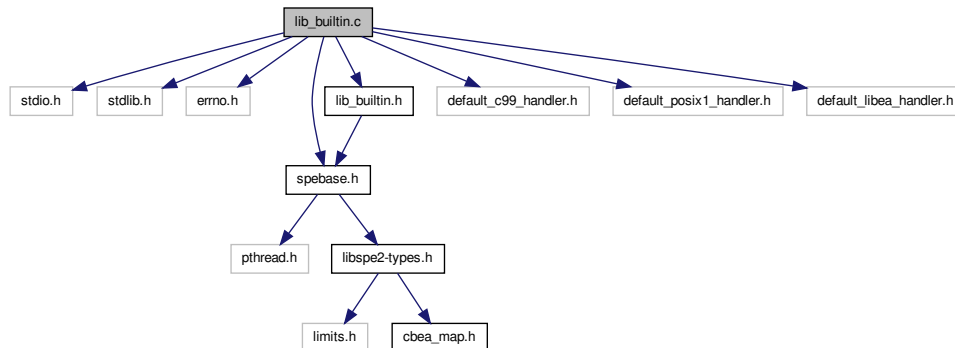 lib_builtin.c
stdio.h
stdlib.h
errno.h
lib_builtin.h
default_c99_handler.h
default_posix1_handler.h
default_libea_handler.h
spebase.h
pthread.h
libspe2-types.h
limits.h
cbea_map.h